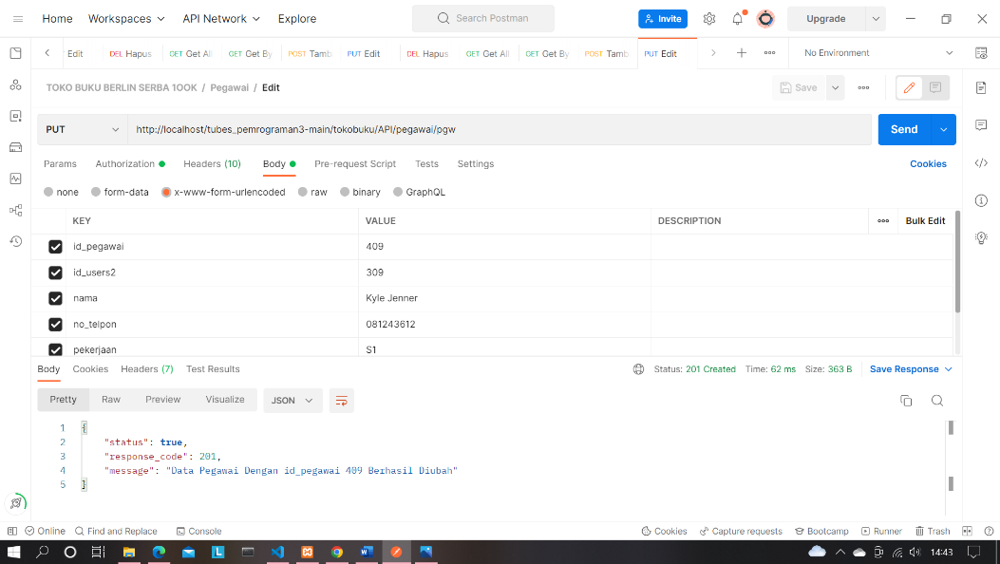 Home Workspaces API Network Explore Search Postman Invite Upgrade
Edit DEL Hapus GET Get Al GET Get By POST Tamb PUT Edit DEL Hapus GET Get All GET Get By POST Tamb PUT Edit No Environment
TOKO BUKU BERLIN SERBA 1OOK / Pegawai / Edit Save
PUT http://localhost/tubes_pemrograman3-main/tokobuku/API/pegawai/pgw Send
Params Authorization Headers (10) Body Pre-request Script Tests Settings Cookies
none form-data x-www-form-urlencoded raw binary GraphQL
KEY VALUE DESCRIPTION Bulk Edit
id_pegawai 409
id_users2 309
nama Kyle Jenner
no_telpon 081243612
pekerjaan S1
Body Cookies Headers (7) Test Results Status: 201 Created Time: 62 ms Size: 363 B Save Response
Pretty Raw Preview Visualize JSON
1 {
2 "status": true,
3 "response_code": 201,
4 "message": "Data Pegawai Dengan id_pegawai 409 Berhasil Diubah"
5 }
Online Find and Replace Console Cookies Capture requests Bootcamp Runner Trash
14:43